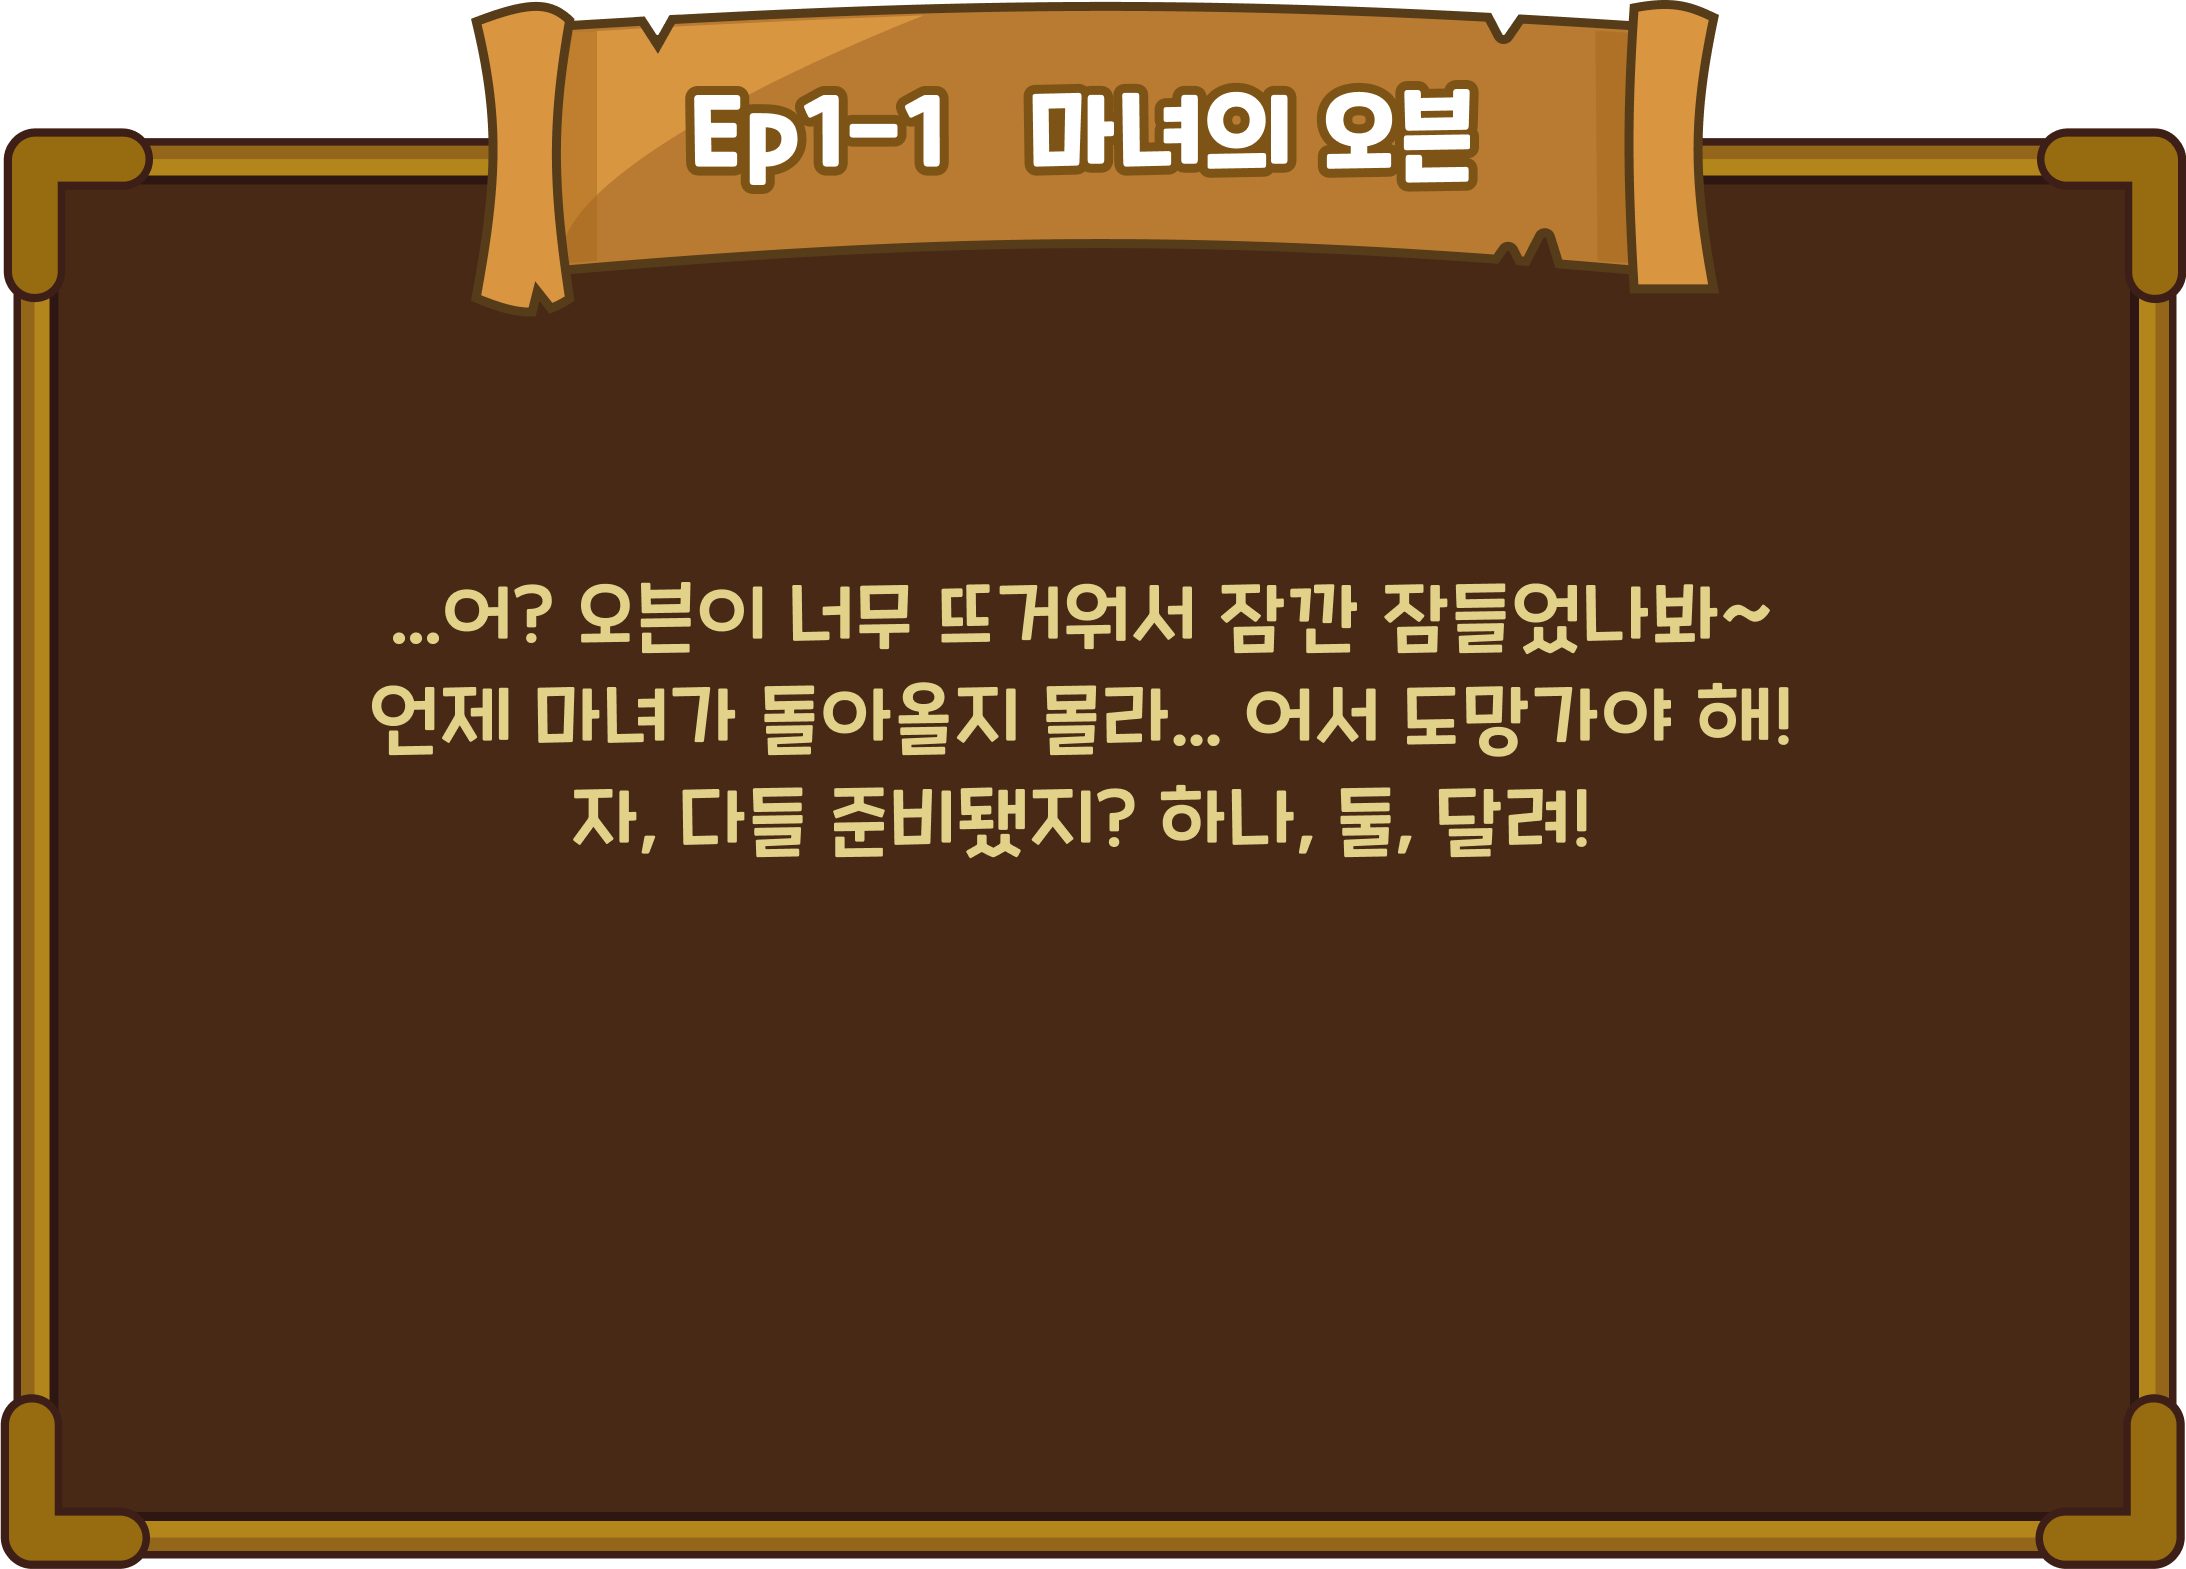 Ep1-1 마녀의 오븐
...어? 오븐이 너무 뜨거워서 잠깐 잠들었나봐~
언제 마녀가 돌아올지 몰라... 어서 도망가야 해!
자, 다들 준비됐지? 하나, 둘, 달려!